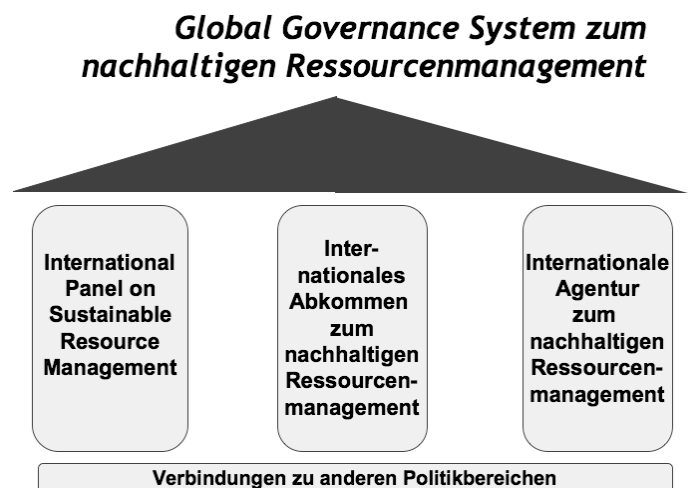 Global Governance System zum
nachhaltigen Ressourcenmanagement
International
Panel on
Sustainable
Resource
Management
Inter-
nationales
Abkommen
zum
nachhaltigen
Ressourcen-
management
Internationale
Agentur
zum
nachhaltigen
Ressourcen-
management
Verbindungen zu anderen Politikbereichen